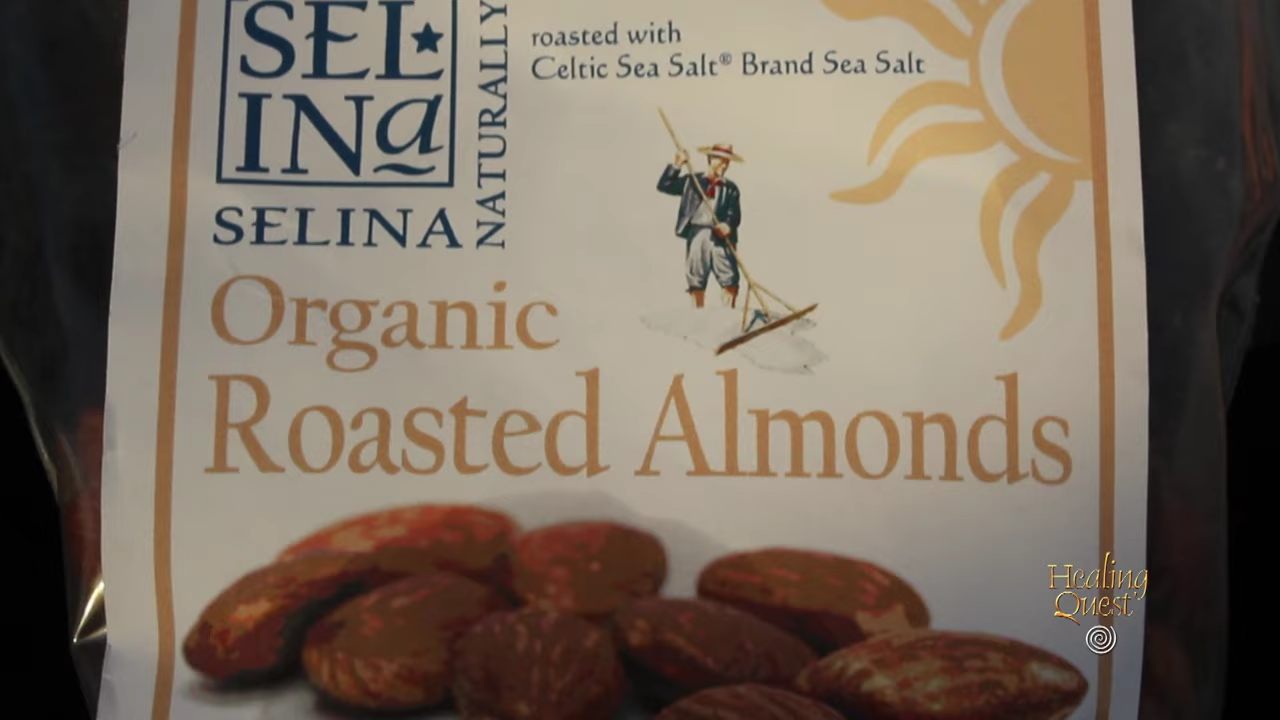 SEL
INa
SELINA
NATURALLY
roasted with
Celtic Sea Salt® Brand Sea Salt
Organic
Roasted Almonds
Healing
Quest